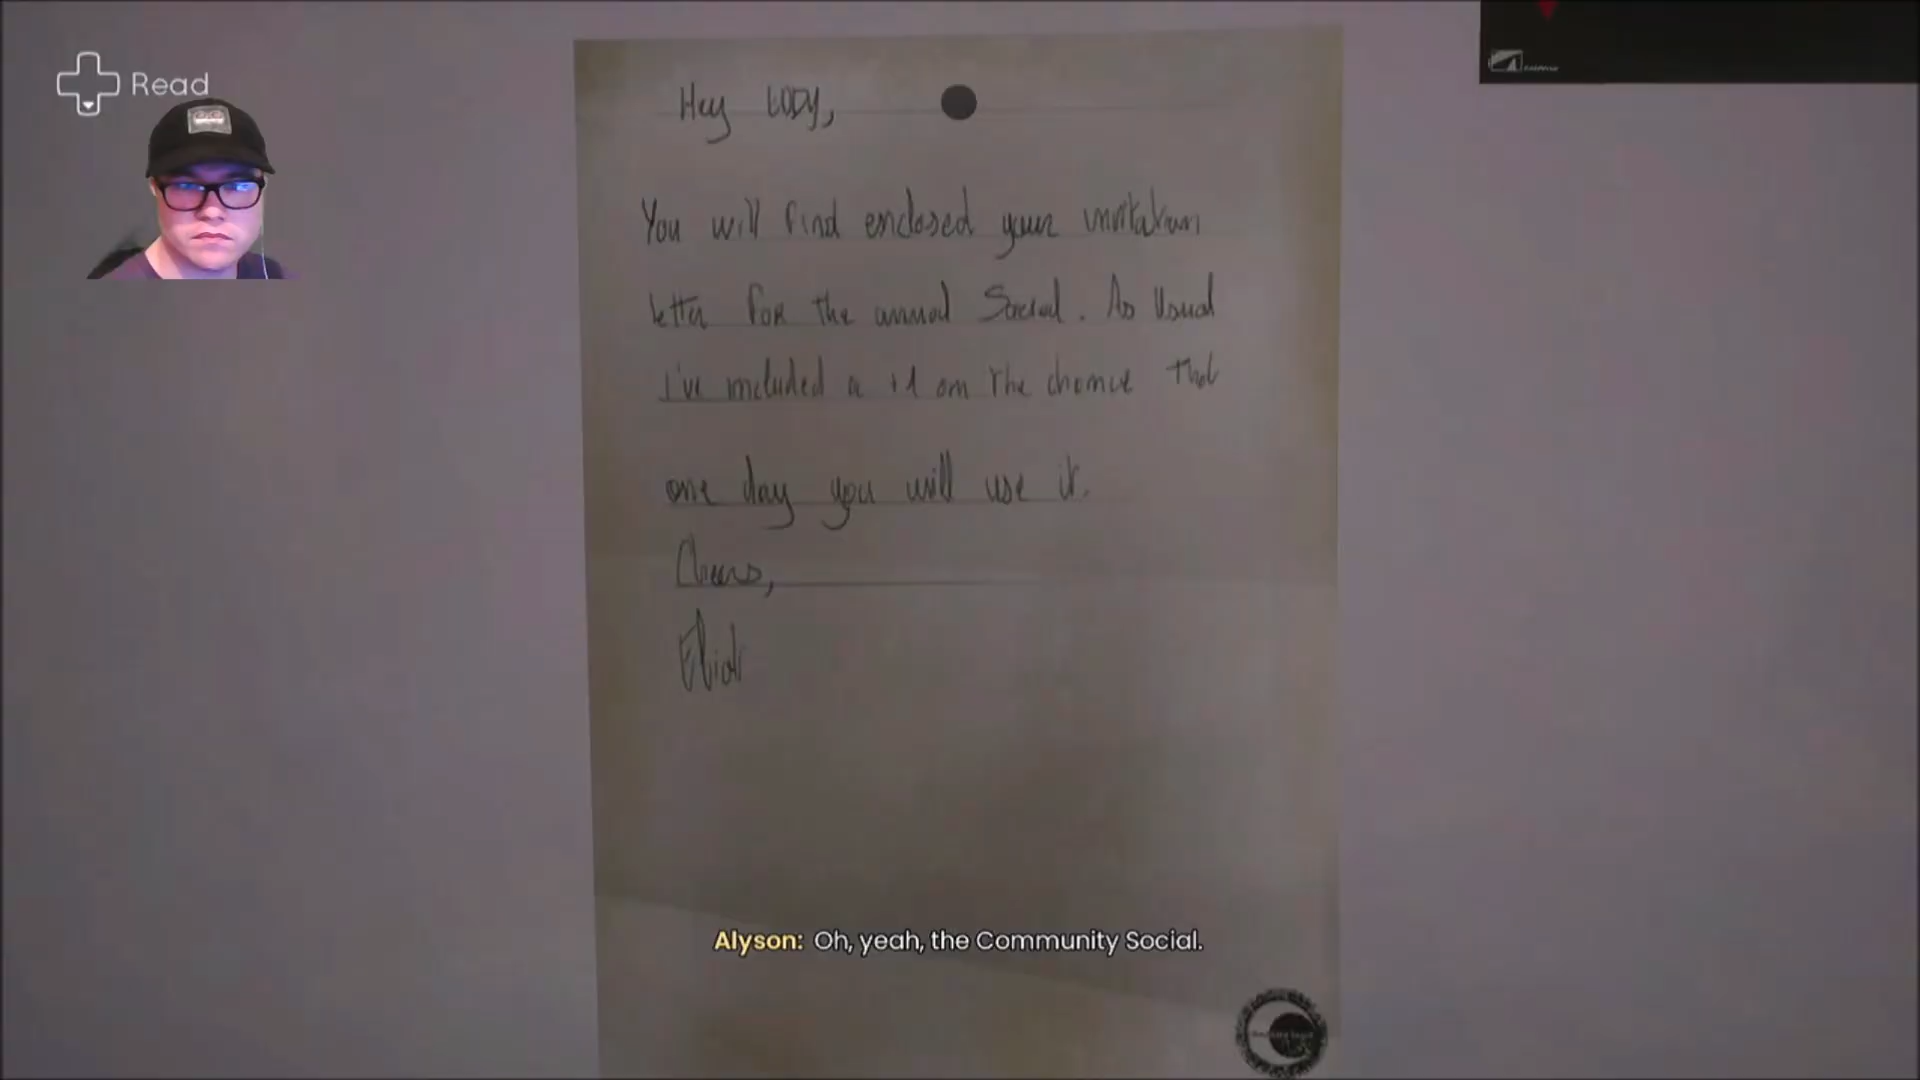 Read
Hey CODY,
You will find enclosed your invitation
letter for the annual Social. As Usual
I've included a +1 on the chance that
one day you will use it.
Cheers,
Eliot
Alyson: Oh, yeah, the Community Social.